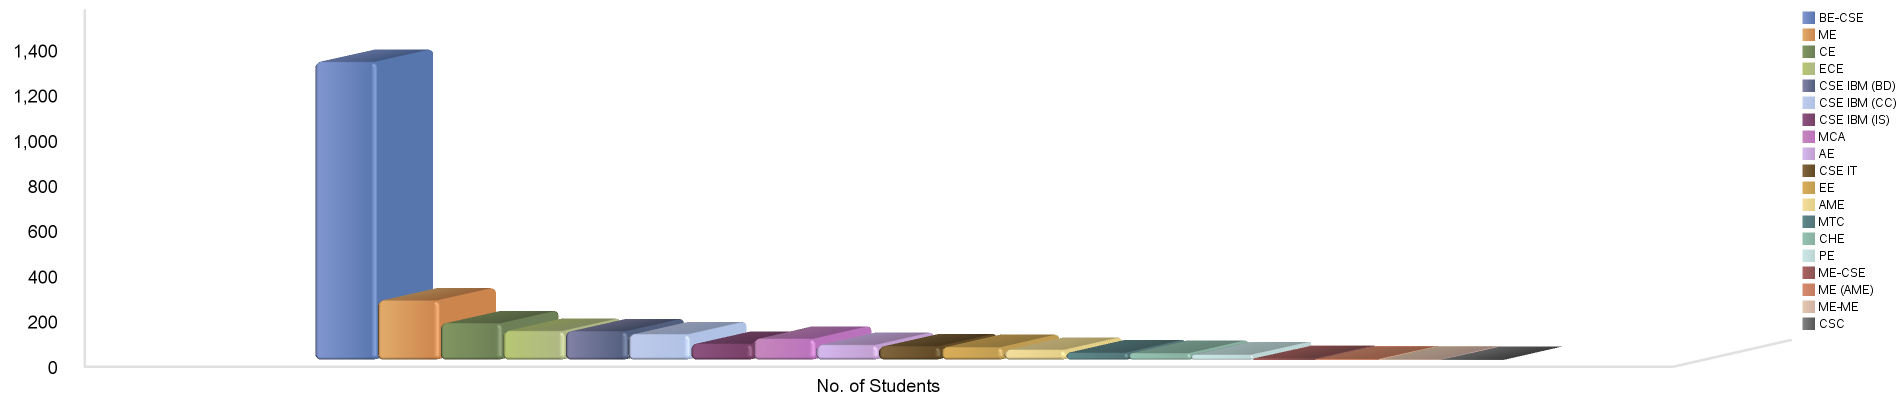 1,400
1,200
1,000
800
600
400
200
0
No. of Students
BE-CSE
ME
CE
ECE
CSE IBM (BD)
CSE IBM (CC)
CSE IBM (IS)
MCA
AE
CSE IT
EE
AME
MTC
CHE
PE
ME-CSE
ME (AME)
ME-ME
CSC